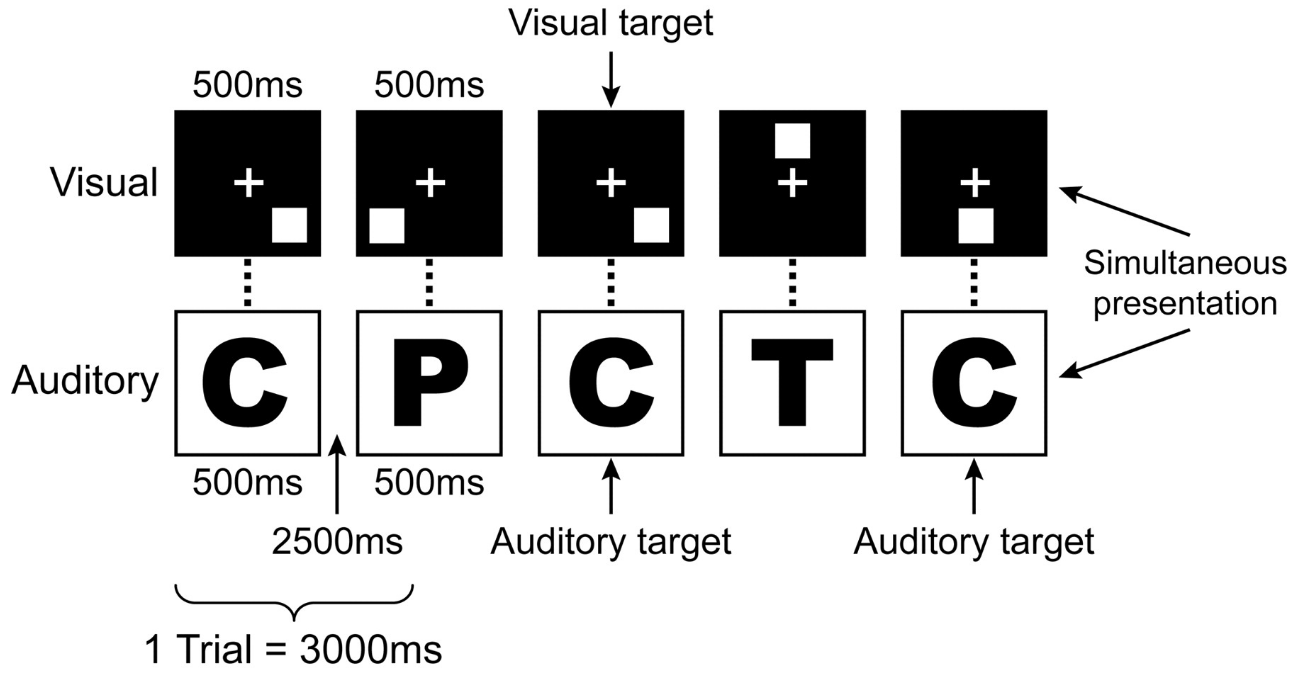 Visual target
500ms 500ms
Visual
Simultaneous
presentation
Auditory
C P C T C
500ms 500ms
2500ms Auditory target Auditory target
1 Trial = 3000ms